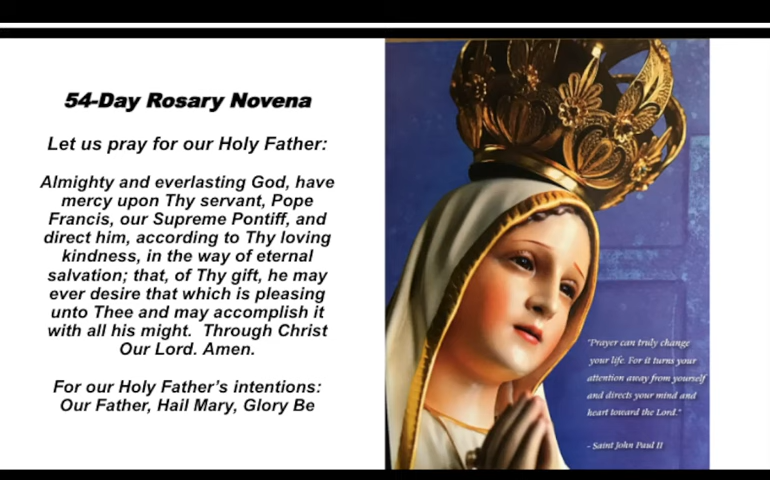 54-Day Rosary Novena
Let us pray for our Holy Father:
Almighty and everlasting God, have
mercy upon Thy servant, Pope
Francis, our Supreme Pontiff, and
direct him, according to Thy loving
kindness, in the way of eternal
salvation; that, of Thy gift, he may
ever desire that which is pleasing
unto Thee and may accomplish it
with all his might.  Through Christ
Our Lord. Amen.
For our Holy Father's intentions:
Our Father, Hail Mary, Glory Be
"Prayer can truly change
your life. For it turns your
attention away from yourself
and directs your mind and
heart toward the Lord."
- Saint John Paul II